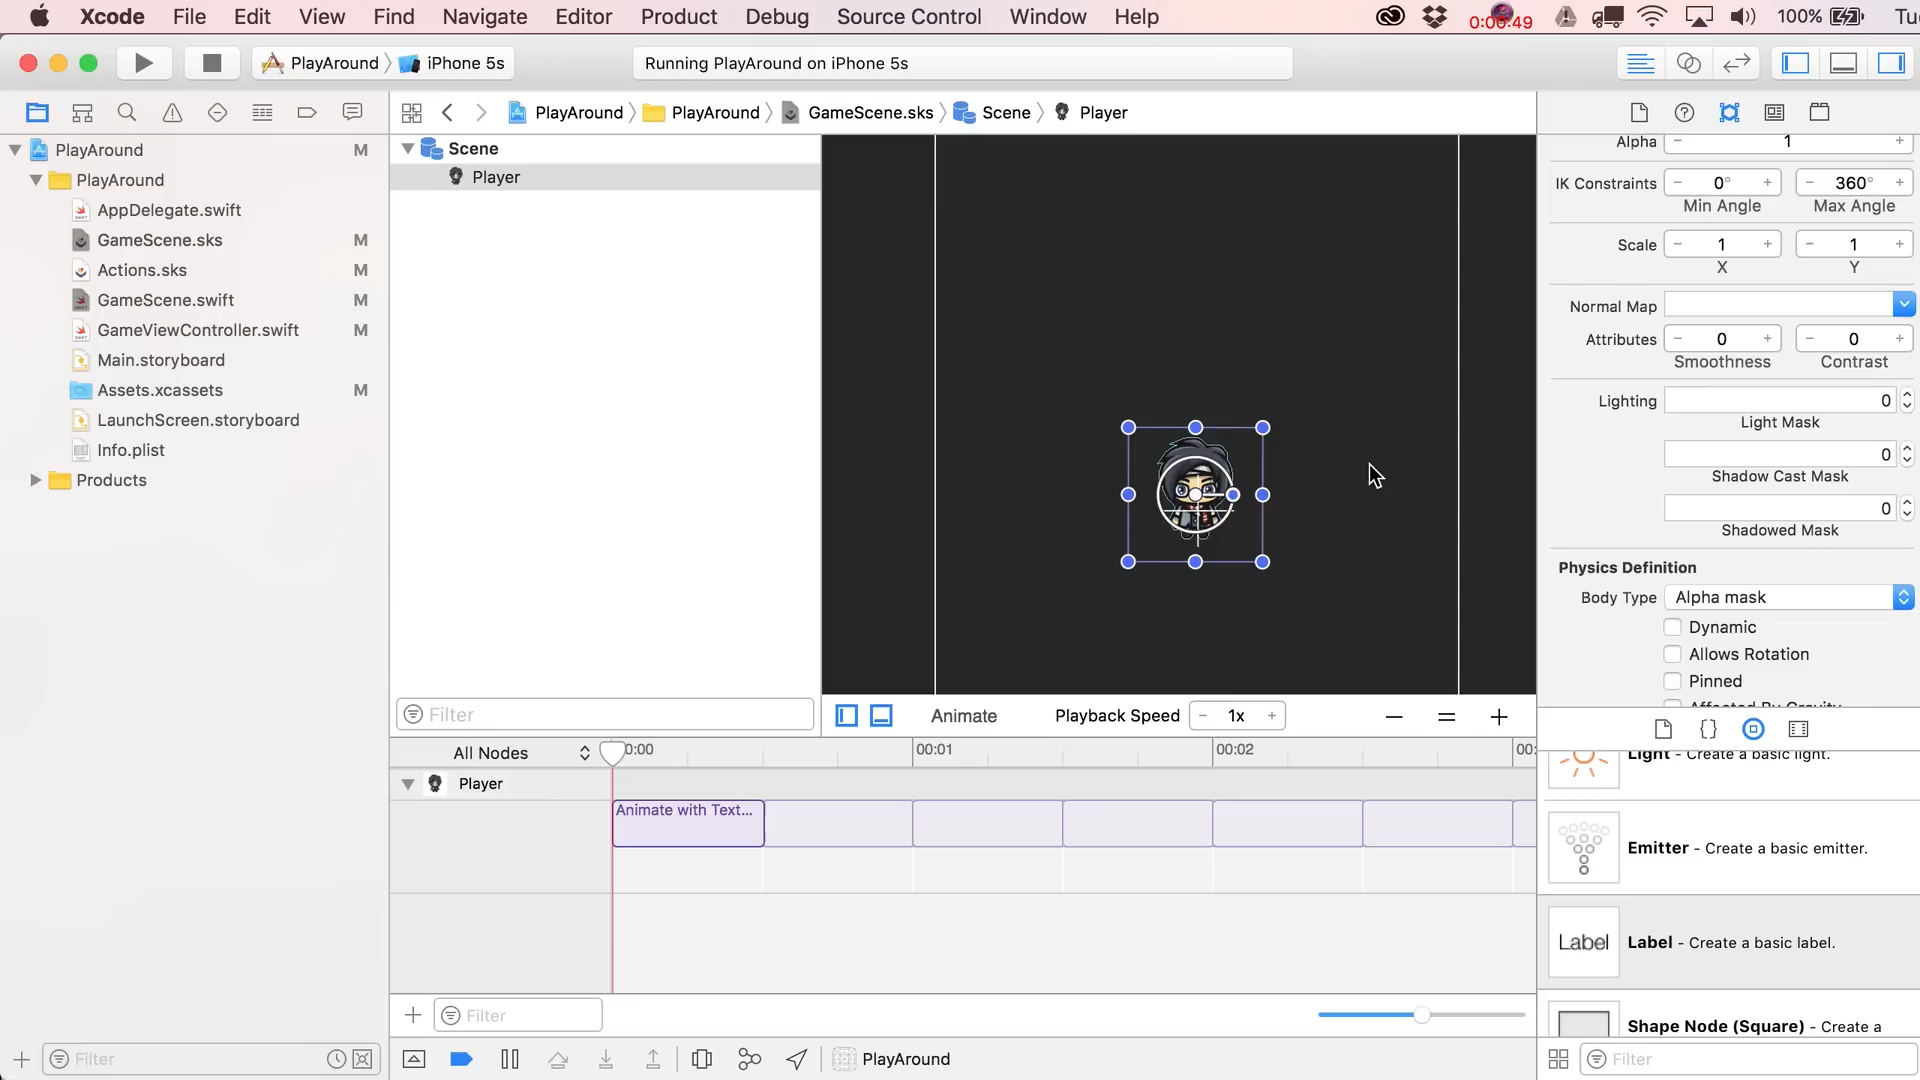 Xcode File Edit View Find Navigate Editor Product Debug Source Control Window Help 0:00:49 100% Tu
PlayAround iPhone 5s Running PlayAround on iPhone 5s
PlayAround PlayAround GameScene.sks Scene Player
PlayAround M
PlayAround
AppDelegate.swift
GameScene.sks M
Actions.sks M
GameScene.swift M
GameViewController.swift M
Main.storyboard
Assets.xcassets M
LaunchScreen.storyboard
Info.plist
Products
Filter
Scene
Player
Filter
Animate Playback Speed − 1x +
All Nodes 0:00 00:01 00:02 00:
Player
Animate with Text...
Filter
PlayAround
Alpha − 1 +
IK Constraints − 0° + − 360° +
Min Angle Max Angle
Scale − 1 + − 1 +
X Y
Normal Map
Attributes − 0 + − 0 +
Smoothness Contrast
Lighting 0
Light Mask
0
Shadow Cast Mask
0
Shadowed Mask
Physics Definition
Body Type Alpha mask
Dynamic
Allows Rotation
Pinned
Affected By Gravity
Light - Create a basic light.
Emitter - Create a basic emitter.
Label Label - Create a basic label.
Shape Node (Square) - Create a
Filter